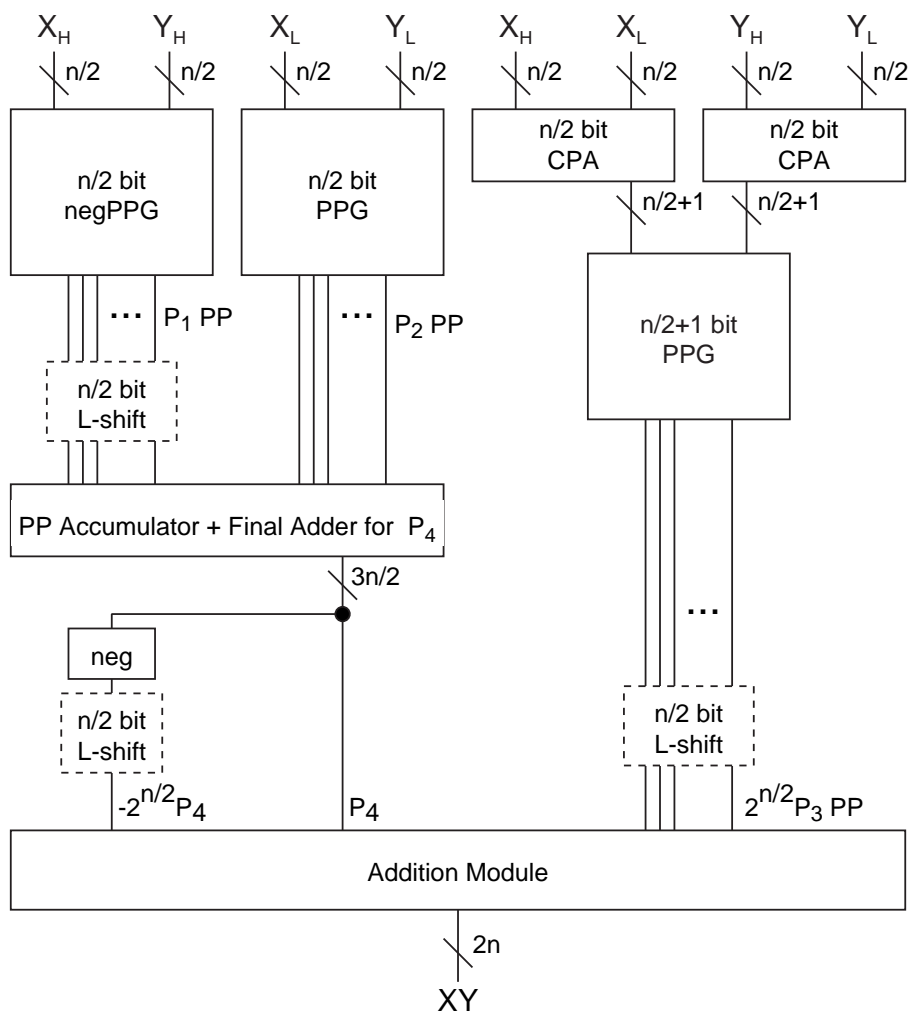 X_H Y_H X_L Y_L X_H X_L Y_H Y_L
n/2 n/2 n/2 n/2 n/2 n/2 n/2 n/2
n/2 bit
negPPG
n/2 bit
PPG
n/2 bit
CPA
n/2 bit
CPA
n/2+1 n/2+1
... P_1 PP
... P_2 PP
n/2+1 bit
PPG
n/2 bit
L-shift
PP Accumulator + Final Adder for P_4
3n/2
...
neg
n/2 bit
L-shift
n/2 bit
L-shift
-2^{n/2}P_4 P_4 2^{n/2}P_3 PP
Addition Module
2n
XY